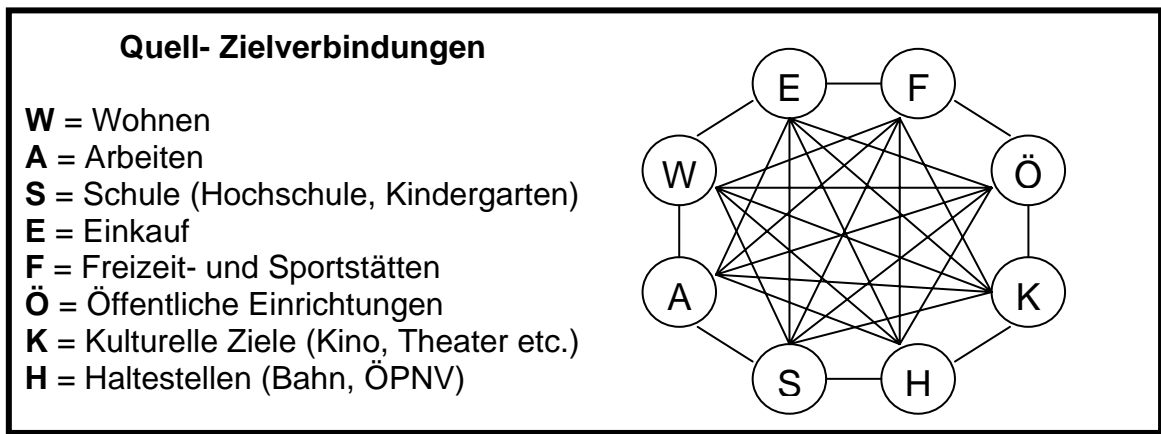 Quell- Zielverbindungen
W = Wohnen
A = Arbeiten
S = Schule (Hochschule, Kindergarten)
E = Einkauf
F = Freizeit- und Sportstätten
Ö = Öffentliche Einrichtungen
K = Kulturelle Ziele (Kino, Theater etc.)
H = Haltestellen (Bahn, ÖPNV)
E F
W Ö
A K
S H